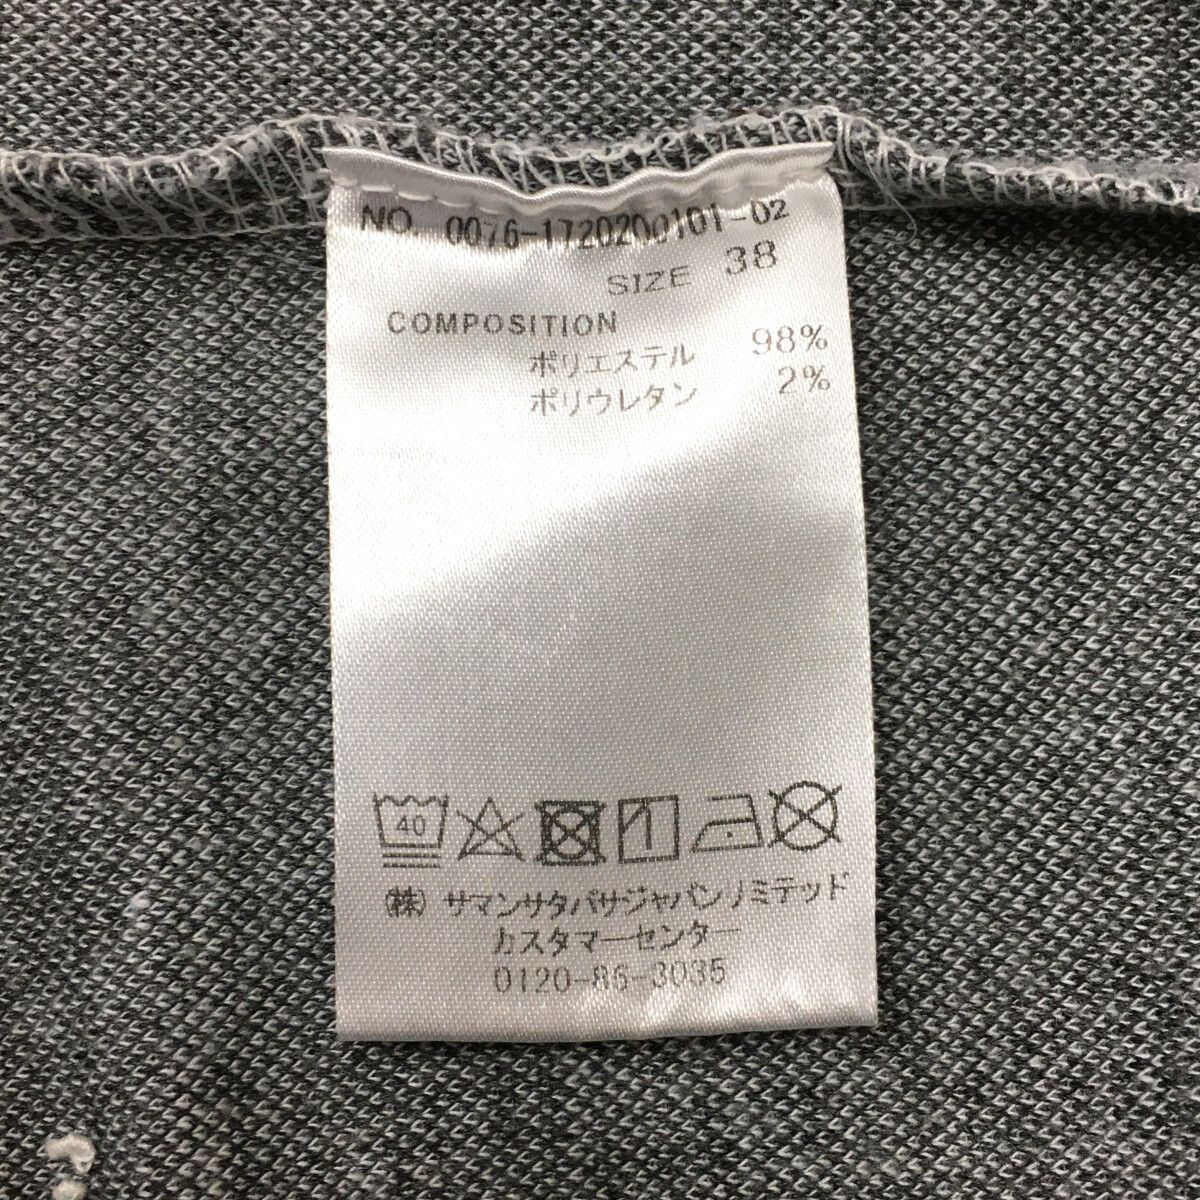 NO. 0076-1720200101-02
SIZE 38
COMPOSITION
ポリエステル 98%
ポリウレタン 2%
40
(株) サマンサタバサジャパンリミテッド
カスタマーセンター
0120-86-3035